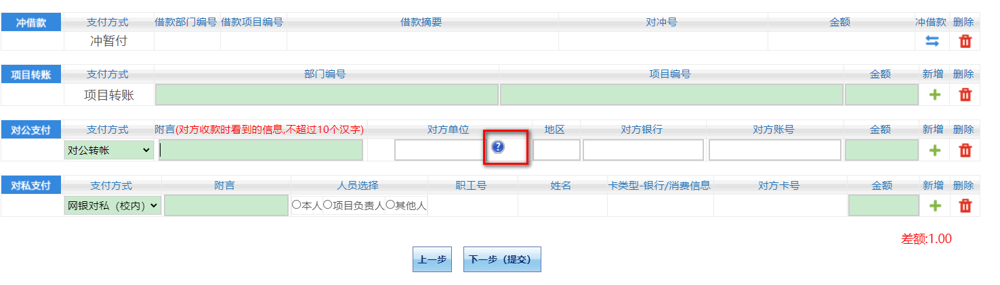 冲借款 支付方式 借款部门编号 借款项目编号 借款摘要 对冲号 金额 冲借款 删除
冲暂付
项目转账 支付方式 部门编号 项目编号 金额 新增 删除
项目转账
对公支付 支付方式 附言(对方收款时看到的信息,不超过10个汉字) 对方单位 地区 对方银行 对方账号 金额 新增 删除
对公转帐 ?
对私支付 支付方式 附言 人员选择 职工号 姓名 卡类型-银行/消费信息 对方卡号 金额 新增 删除
网银对私（校内） 本人 项目负责人 其他人
差额:1.00
上一步 下一步（提交）